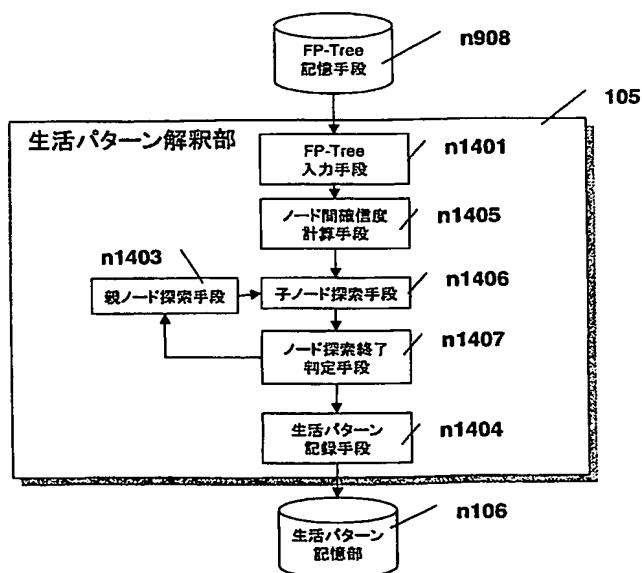 FP-Tree
記憶手段
n908
105
生活パターン解釈部
FP-Tree
入力手段
n1401
ノード間確信度
計算手段
n1405
n1403
親ノード探索手段
子ノード探索手段
n1406
ノード探索終了
判定手段
n1407
生活パターン
記録手段
n1404
生活パターン
記憶部
n106